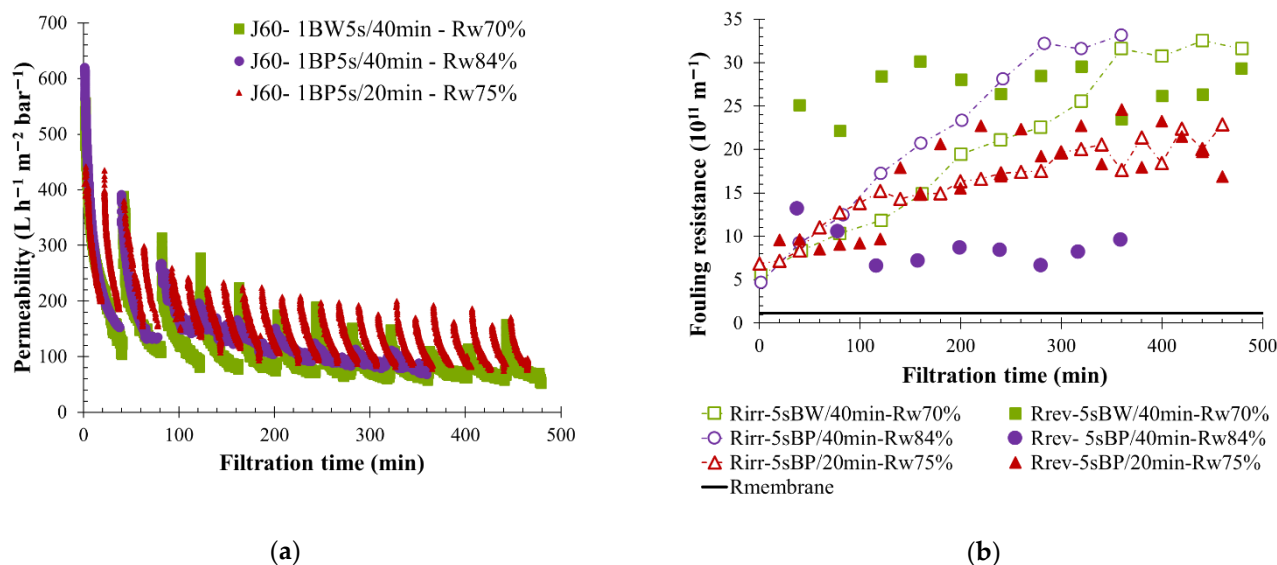 J60- 1BW5s/40min - Rw70%
J60- 1BP5s/40min - Rw84%
J60- 1BP5s/20min - Rw75%
Permeability (L h⁻¹ m⁻² bar⁻¹)
700
600
500
400
300
200
100
0
0 100 200 300 400 500
Filtration time (min)
(a)
Fouling resistance (10¹¹ m⁻¹)
35
30
25
20
15
10
5
0
0 100 200 300 400 500
Filtration time (min)
Rirr-5sBW/40min-Rw70% Rrev-5sBW/40min-Rw70%
Rirr-5sBP/40min-Rw84% Rrev- 5sBP/40min-Rw84%
Rirr-5sBP/20min-Rw75% Rrev-5sBP/20min-Rw75%
Rmembrane
(b)